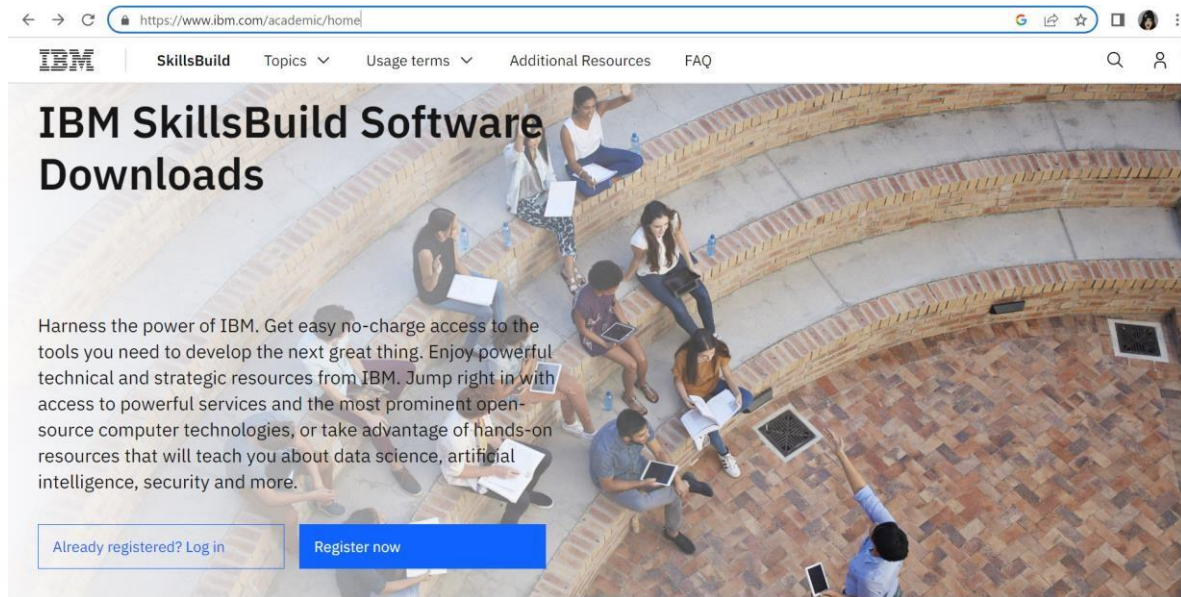 https://www.ibm.com/academic/home
IBM SkillsBuild Topics Usage terms Additional Resources FAQ
IBM SkillsBuild Software
Downloads
Harness the power of IBM. Get easy no-charge access to the
tools you need to develop the next great thing. Enjoy powerful
technical and strategic resources from IBM. Jump right in with
access to powerful services and the most prominent open-
source computer technologies, or take advantage of hands-on
resources that will teach you about data science, artificial
intelligence, security and more.
Already registered? Log in Register now